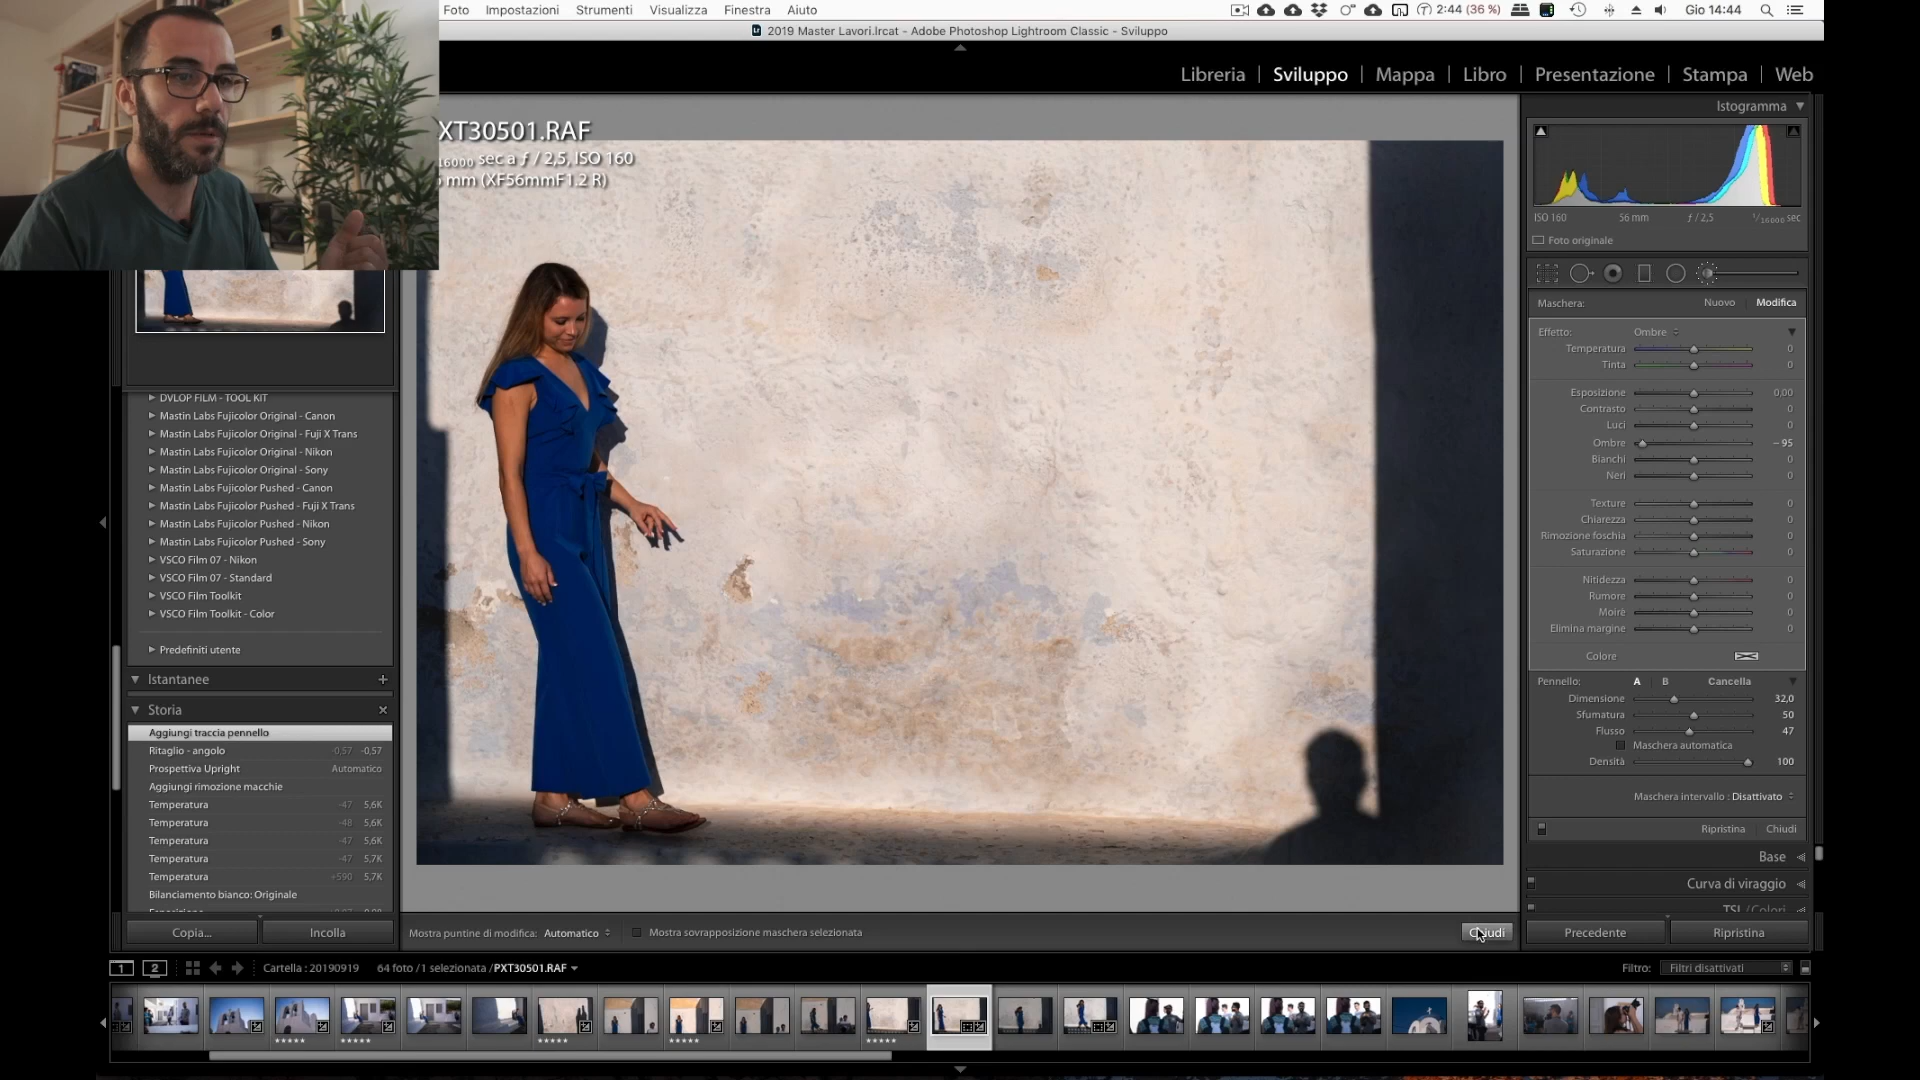 Foto Impostazioni Strumenti Visualizza Finestra Aiuto 2:44 (36 %) Gio 14:44
2019 Master Lavori.lrcat - Adobe Photoshop Lightroom Classic - Sviluppo
Libreria | Sviluppo | Mappa | Libro | Presentazione | Stampa | Web
XT30501.RAF
16000 sec a ƒ / 2,5, ISO 160
mm (XF56mmF1.2 R)
DVLOP FILM - TOOL KIT
Mastin Labs Fujicolor Original - Canon
Mastin Labs Fujicolor Original - Fuji X Trans
Mastin Labs Fujicolor Original - Nikon
Mastin Labs Fujicolor Original - Sony
Mastin Labs Fujicolor Pushed - Canon
Mastin Labs Fujicolor Pushed - Fuji X Trans
Mastin Labs Fujicolor Pushed - Nikon
Mastin Labs Fujicolor Pushed - Sony
VSCO Film 07 - Nikon
VSCO Film 07 - Standard
VSCO Film Toolkit
VSCO Film Toolkit - Color
Predefiniti utente
Istantanee +
Storia ×
Aggiungi traccia pennello
Ritaglio - angolo -0,57 -0,57
Prospettiva Upright Automatico
Aggiungi rimozione macchie
Temperatura -47 5,6K
Temperatura -48 5,6K
Temperatura -47 5,6K
Temperatura -47 5,7K
Temperatura +590 5,7K
Bilanciamento bianco: Originale
Copia... Incolla
Istogramma
ISO 160 56 mm ƒ / 2,5 1/16000 sec
Foto originale
Maschera: Nuovo Modifica
Effetto: Ombre
Temperatura 0
Tinta 0
Esposizione 0,00
Contrasto 0
Luci 0
Ombre – 95
Bianchi 0
Neri 0
Texture 0
Chiarezza 0
Rimozione foschia 0
Saturazione 0
Nitidezza 0
Rumore 0
Moirè 0
Elimina margine 0
Colore
Pennello: A | B Cancella
Dimensione 32,0
Sfumatura 50
Flusso 47
Maschera automatica
Densità 100
Maschera intervallo : Disattivato
Ripristina Chiudi
Base
Curva di viraggio
TSL / Colori
Precedente Ripristina
Mostra puntine di modifica: Automatico Mostra sovrapposizione maschera selezionata
1 2 Cartella : 20190919 64 foto /1 selezionata /PXT30501.RAF Filtro: Filtri disattivati